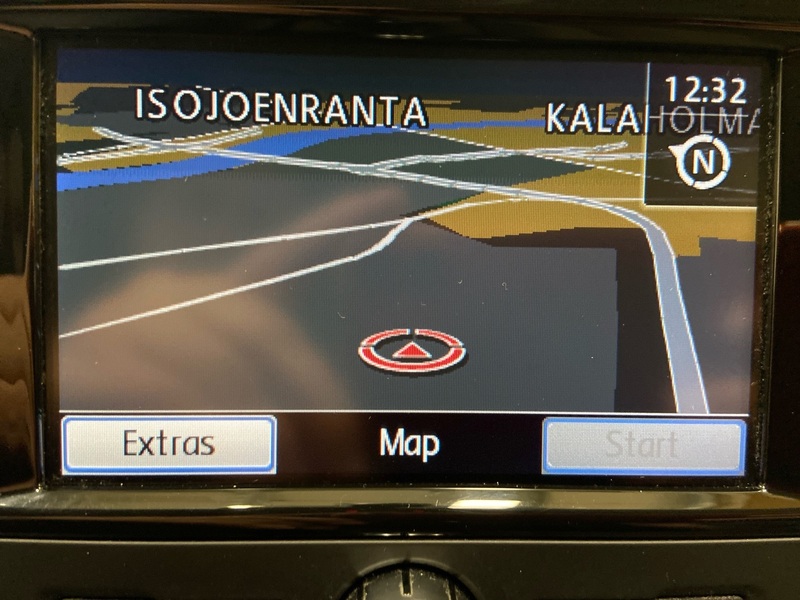 ISOJOENRANTA
KALAHOLMA
12:32
N
Extras
Map
Start